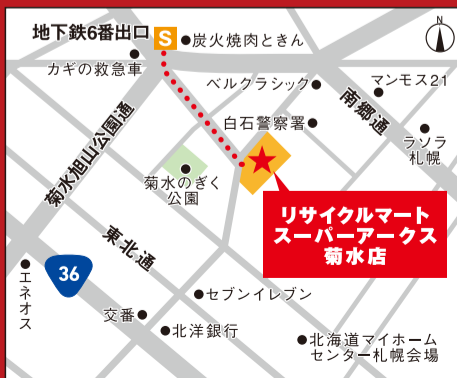 地下鉄6番出口
S
炭火焼肉ときん
N
カギの救急車
ベルクラシック
マンモス21
南郷通
白石警察署
ラソラ
札幌
菊水旭山公園通
菊水のぎく
公園
リサイクルマート
スーパーアークス
菊水店
東北通
36
エネオス
セブンイレブン
交番
北洋銀行
北海道マイホーム
センター札幌会場